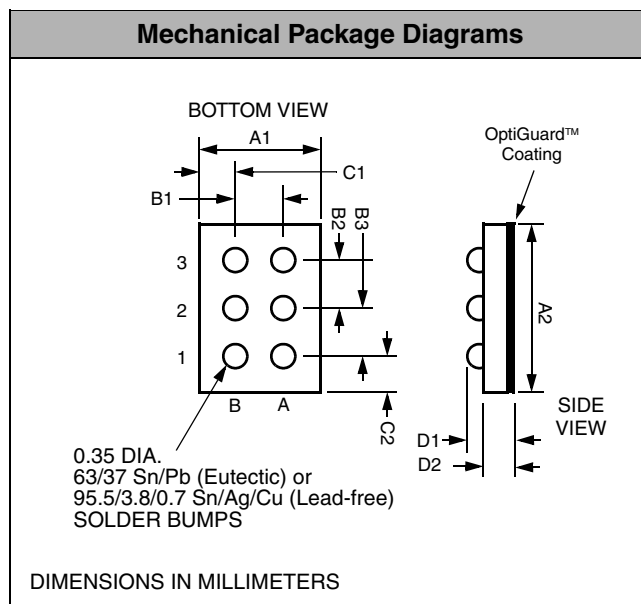 Mechanical Package Diagrams
BOTTOM VIEW
A1
C1
B1
B2
B3
3
2
1
B A
C2
OptiGuard™
Coating
A2
SIDE
VIEW
D1
D2
0.35 DIA.
63/37 Sn/Pb (Eutectic) or
95.5/3.8/0.7 Sn/Ag/Cu (Lead-free)
SOLDER BUMPS
DIMENSIONS IN MILLIMETERS